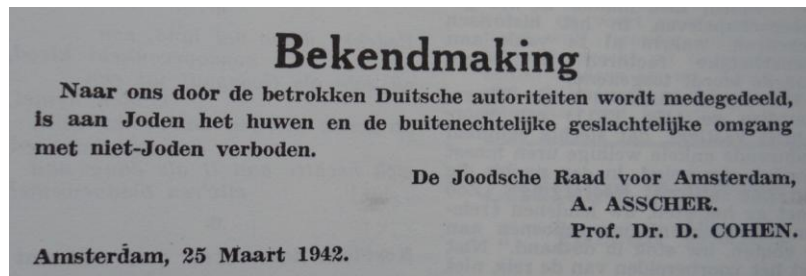 Bekendmaking
Naar ons door de betrokken Duitsche autoriteiten wordt medegedeeld,
is aan Joden het huwen en de buitenechtelijke geslachtelijke omgang
met niet-Joden verboden.
De Joodsche Raad voor Amsterdam,
A. ASSCHER.
Prof. Dr. D. COHEN.
Amsterdam, 25 Maart 1942.